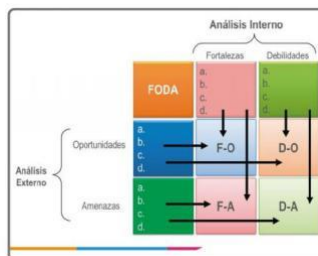 Análisis Interno
Fortalezas Debilidades
FODA
a.
b.
c.
d.
a.
b.
c.
d.
Análisis
Externo
Oportunidades
a.
b.
c.
d.
F-O
D-O
Amenazas
a.
b.
c.
d.
F-A
D-A